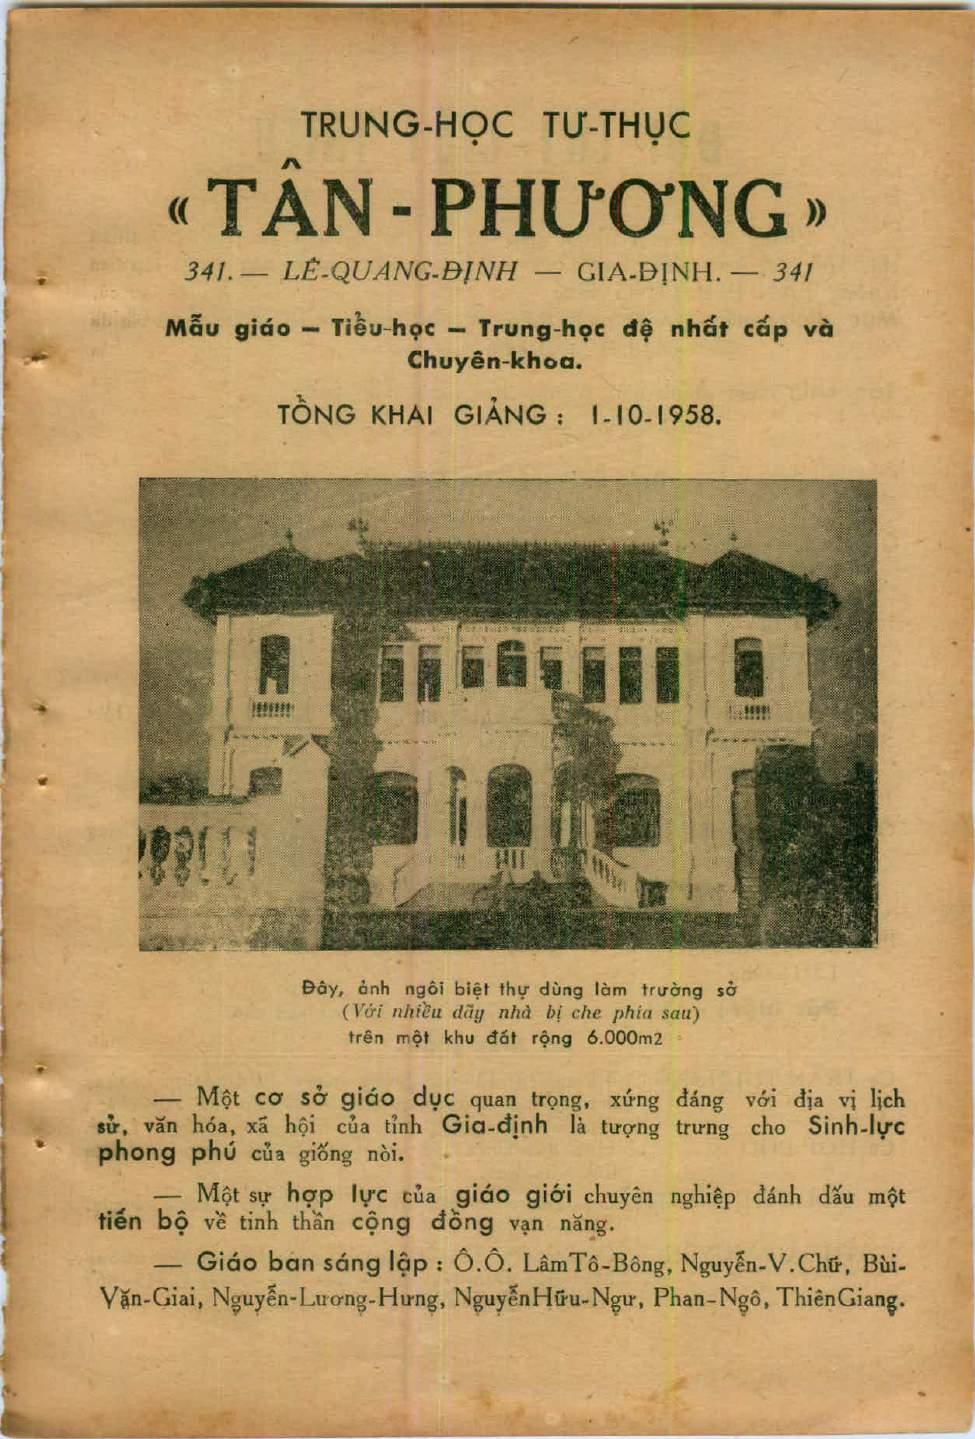 TRUNG-HỌC TƯ-THỤC
« TÂN - PHƯƠNG »
341. — LÊ-QUANG-ĐỊNH — GIA-ĐỊNH. — 341
Mẫu giáo — Tiểu-học — Trung-học đệ nhất cấp và
Chuyên-khoa.
TỔNG KHAI GIẢNG : 1-10-1958.
Đây, ảnh ngôi biệt thự dùng làm trường sở
(Với nhiều dãy nhà bị che phía sau)
trên một khu đất rộng 6.000m2
— Một cơ sở giáo dục quan trọng, xứng đáng với địa vị lịch
sử, văn hóa, xã hội của tỉnh Gia-định là tượng trưng cho Sinh-lực
phong phú của giống nòi.
— Một sự hợp lực của giáo giới chuyên nghiệp đánh dấu một
tiến bộ về tinh thần cộng đồng vạn năng.
— Giáo ban sáng lập : Ô.Ô. LâmTô-Bông, Nguyễn-V.Chữ, Bùi-
Vặn-Giai, Nguyễn-Lương-Hưng, NguyễnHữu-Ngư, Phan-Ngô, ThiênGiang.